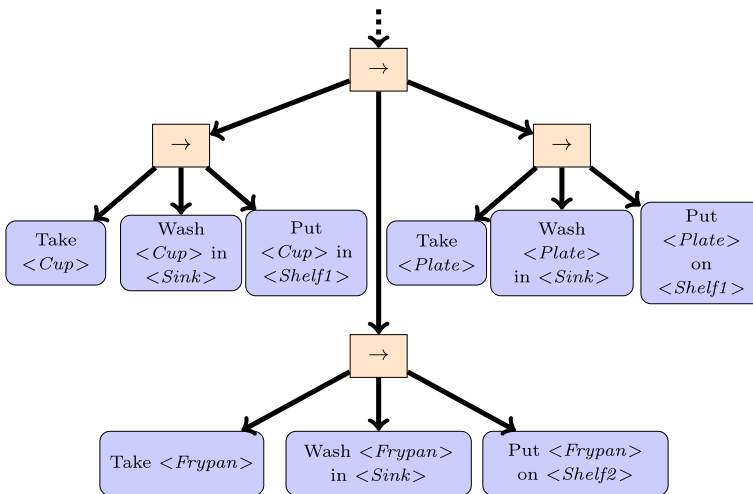 →
→
→
Take
<Cup>
Wash
<Cup> in
<Sink>
Put
<Cup> in
<Shelf1>
Take
<Plate>
Wash
<Plate>
in <Sink>
Put
<Plate>
on
<Shelf1>
→
Take <Frypan>
Wash <Frypan>
in <Sink>
Put <Frypan>
on <Shelf2>